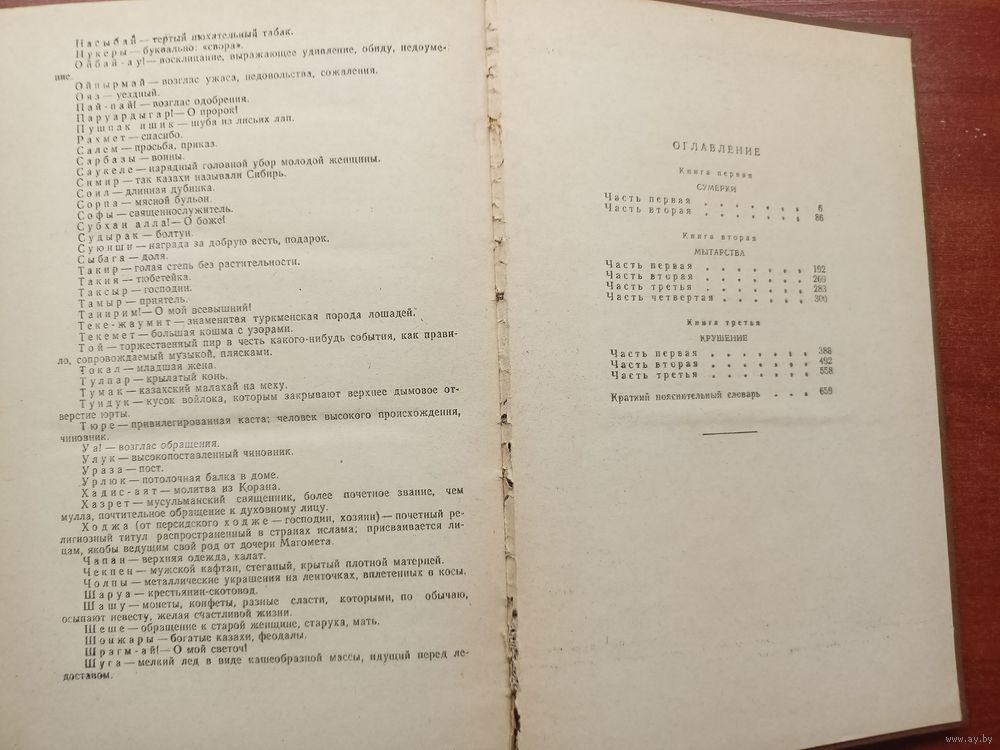 Насыбай — тертый нюхательный табак.
Нукеры — буквально: «свора».
Ойбай-ау! — восклицание, выражающее удивление, обиду, недоуме-
ние.
Ойпырмай — возглас ужаса, недовольства, сожаления.
Ояз — уездный.
Пай-пай! — возглас одобрения.
Паруардыгар! — О пророк!
Пушпак ишик — шуба из лисьих лап.
Рахмет — спасибо.
Салем — просьба, приказ.
Сарбазы — воины.
Саукеле — нарядный головной убор молодой женщины.
Симир — так казахи называли Сибирь.
Соил — длинная дубинка.
Сорпа — мясной бульон.
Софы — священнослужитель.
Субхан алла! — О боже!
Судырак — болтун.
Суюнши — награда за добрую весть, подарок.
Сыбага — доля.
Такир — голая степь без растительности.
Такия — тюбетейка.
Таксыр — господин.
Тамыр — приятель.
Танирим! — О мой всевышний!
Теке-жаумит — знаменитая туркменская порода лошадей.
Текемет — большая кошма с узорами.
Той — торжественный пир в честь какого-нибудь события, как прави-
ло, сопровождаемый музыкой, плясками.
Токал — младшая жена.
Тулпар — крылатый конь.
Тумак — казахский малахай на меху.
Тундук — кусок войлока, которым закрывают верхнее дымовое от-
верстие юрты.
Тюре — привилегированная каста; человек высокого происхождения,
чиновник.
Уа! — возглас обращения.
Улук — высокопоставленный чиновник.
Ураза — пост.
Урлюк — потолочная балка в доме.
Хадис-аят — молитва из Корана.
Хазрет — мусульманский священник, более почетное звание, чем
мулла, почтительное обращение к духовному лицу.
Ходжа (от персидского ходже — господин, хозяин) — почетный ре-
лигиозный титул распространенный в странах ислама; присваивается ли-
цам, якобы ведущим свой род от дочери Магомета.
Чапан — верхняя одежда, халат.
Чекпен — мужской кафтан, стеганый, крытый плотной материей.
Чолпы — металлические украшения на ленточках, вплетенных в косы.
Шаруа — крестьянин-скотовод.
Шашу — монеты, конфеты, разные сласти, которыми, по обычаю,
осыпают невесту, желая счастливой жизни.
Шеше — обращение к старой женщине, старуха, мать.
Шонжары — богатые казахи, феодалы.
Шрагм-ай! — О мой светоч!
Шуга — мелкий лед в виде кашеобразной массы, идущий перед ле-
доставом.
ОГЛАВЛЕНИЕ
Книга первая
СУМЕРКИ
Часть первая . . . . . . . 6
Часть вторая . . . . . . . 86
Книга вторая
МЫТАРСТВА
Часть первая . . . . . . . 192
Часть вторая . . . . . . . 260
Часть третья . . . . . . . 283
Часть четвертая . . . . . . 300
Книга третья
КРУШЕНИЕ
Часть первая . . . . . . . 388
Часть вторая . . . . . . . 492
Часть третья . . . . . . . 558
Краткий пояснительный словарь . . . 659
www.ay.by